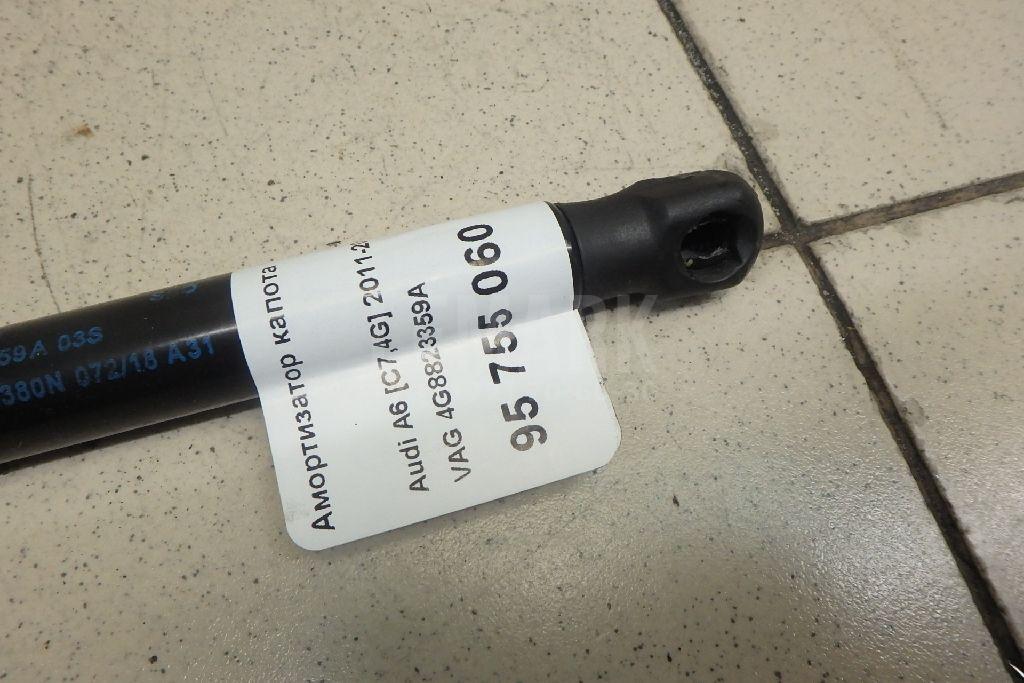 Амортизатор капота
Audi A6 [C7,4G] 2011-2
VAG 4G8823359A
95 755 060
59A 03S
380N 072/18 A31